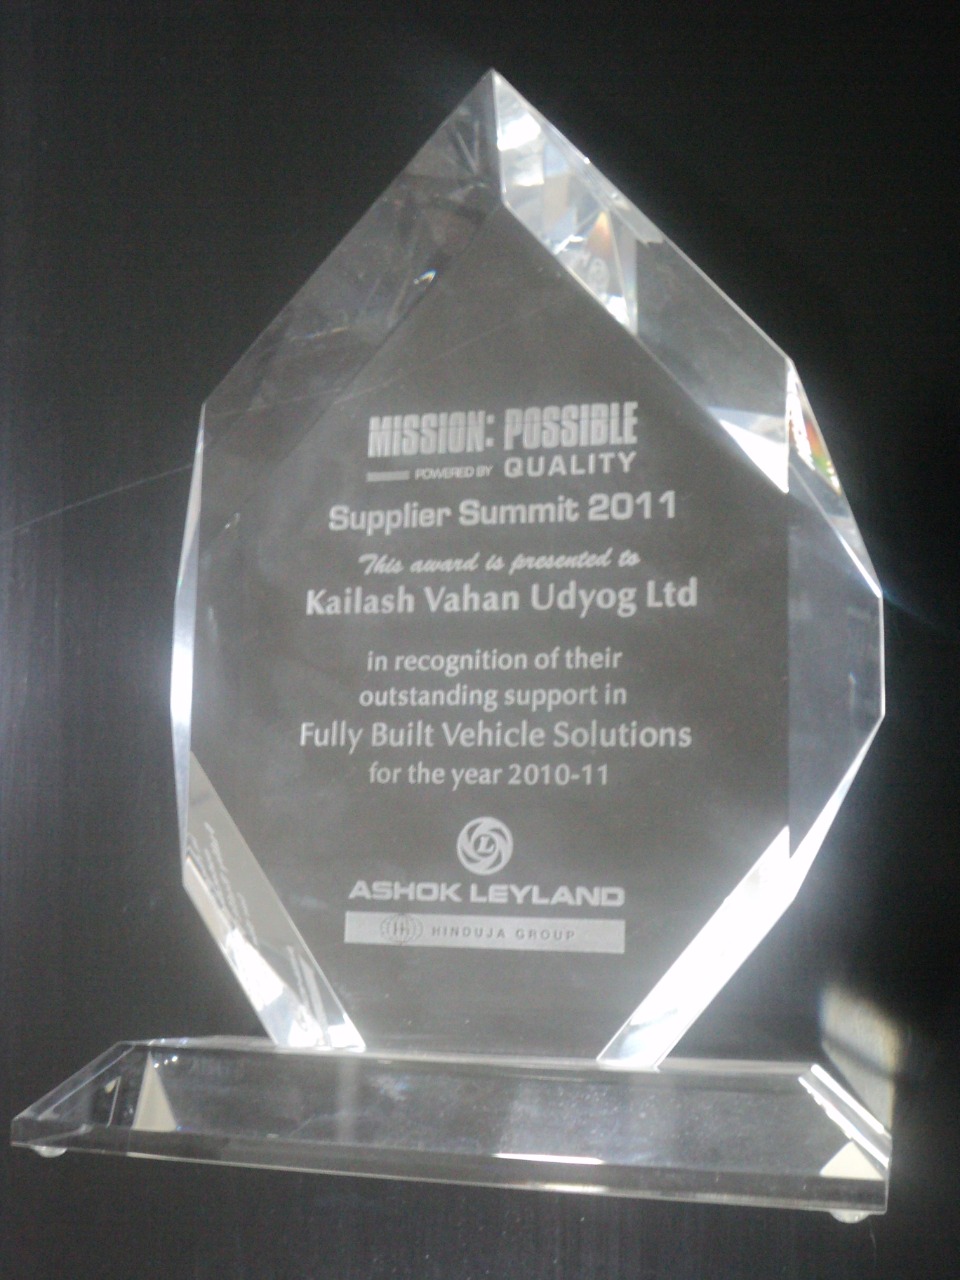 MISSION: POSSIBLE
POWERED BY QUALITY
Supplier Summit 2011
This award is presented to
Kailash Vahan Udyog Ltd
in recognition of their
outstanding support in
Fully Built Vehicle Solutions
for the year 2010-11
L
ASHOK LEYLAND
HINDUJA GROUP